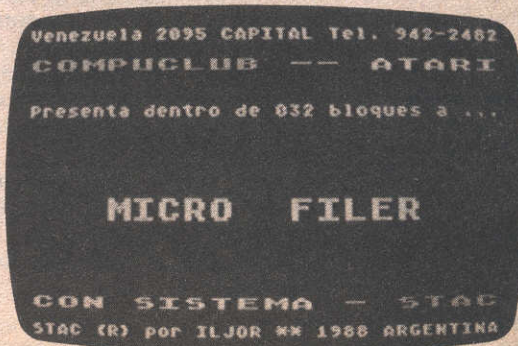 Venezuela 2095 CAPITAL Tel. 942-2482
COMPUCLUB -- ATARI
Presenta dentro de 032 bloques a ...
MICRO FILER
CON SISTEMA - STAC
STAC (R) por ILJOR ** 1988 ARGENTINA